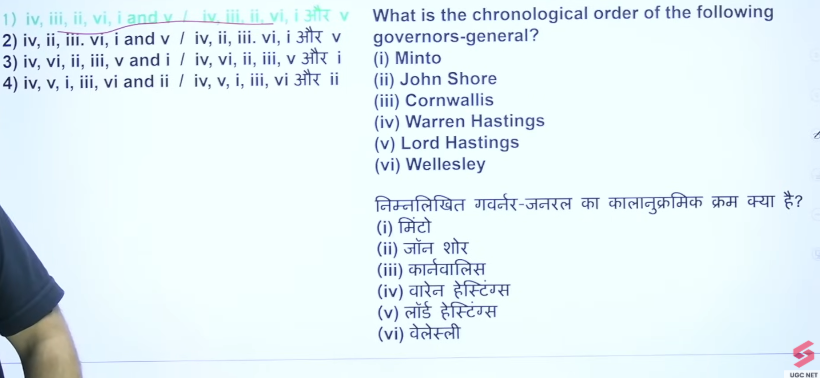 1) iv, iii, ii, vi, i and v / iv, iii, ii, vi, i और v
2) iv, ii, iii. vi, i and v / iv, ii, iii. vi, i और v
3) iv, vi, ii, iii, v and i / iv, vi, ii, iii, v और i
4) iv, v, i, iii, vi and ii / iv, v, i, iii, vi और ii
What is the chronological order of the following
governors-general?
(i) Minto
(ii) John Shore
(iii) Cornwallis
(iv) Warren Hastings
(v) Lord Hastings
(vi) Wellesley
निम्नलिखित गवर्नर-जनरल का कालानुक्रमिक क्रम क्या है?
(i) मिंटो
(ii) जॉन शोर
(iii) कार्नवालिस
(iv) वारेन हेस्टिंग्स
(v) लॉर्ड हेस्टिंग्स
(vi) वेलेस्ली
UGC NET